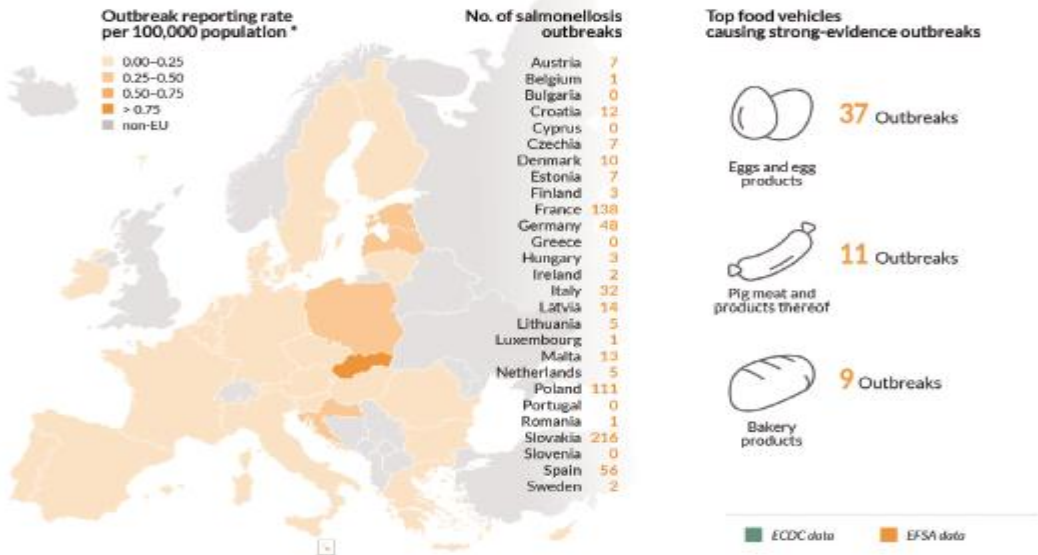 Outbreak reporting rate
per 100,000 population *
0.00–0.25
0.25–0.50
0.50–0.75
> 0.75
non-EU
No. of salmonellosis
outbreaks
Austria 7
Belgium 1
Bulgaria 0
Croatia 12
Cyprus 0
Czechia 7
Denmark 10
Estonia 7
Finland 3
France 138
Germany 48
Greece 0
Hungary 3
Ireland 2
Italy 32
Latvia 14
Lithuania 5
Luxembourg 1
Malta 13
Netherlands 5
Poland 111
Portugal 0
Romania 1
Slovakia 216
Slovenia 0
Spain 56
Sweden 2
Top food vehicles
causing strong-evidence outbreaks
37 Outbreaks
Eggs and egg
products
11 Outbreaks
Pig meat and
products thereof
9 Outbreaks
Bakery
products
ECDC data
EFSA data